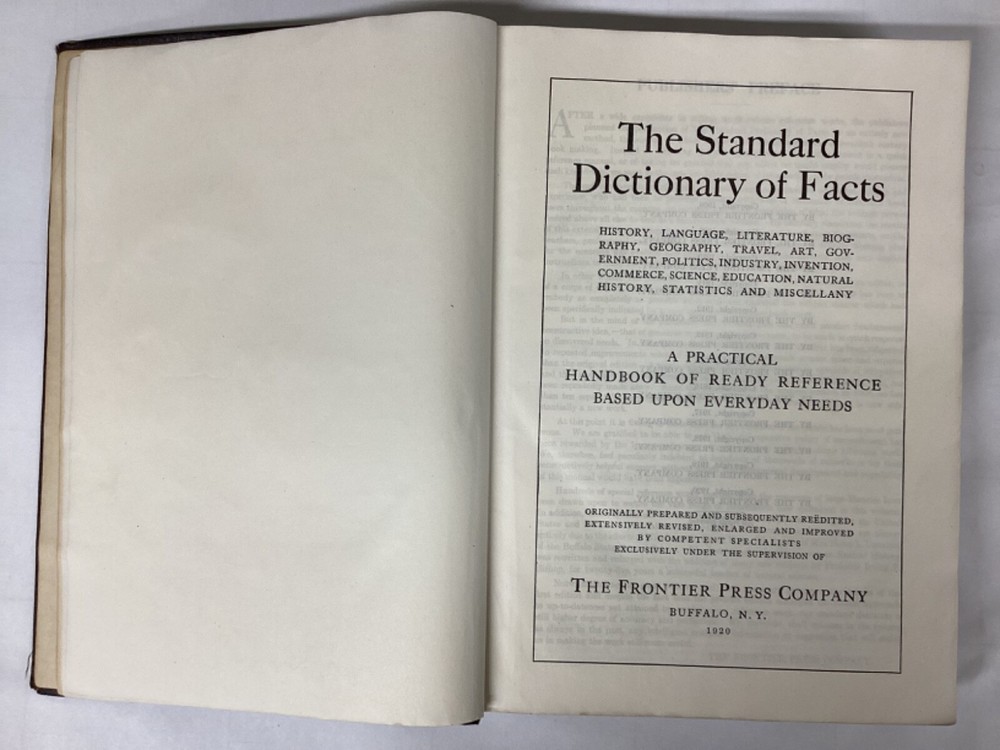 The Standard
Dictionary of Facts
HISTORY, LANGUAGE, LITERATURE, BIOG-
RAPHY, GEOGRAPHY, TRAVEL, ART, GOV-
ERNMENT, POLITICS, INDUSTRY, INVENTION,
COMMERCE, SCIENCE, EDUCATION, NATURAL
HISTORY, STATISTICS AND MISCELLANY
A PRACTICAL
HANDBOOK OF READY REFERENCE
BASED UPON EVERYDAY NEEDS
ORIGINALLY PREPARED AND SUBSEQUENTLY REËDITED,
EXTENSIVELY REVISED, ENLARGED AND IMPROVED
BY COMPETENT SPECIALISTS
EXCLUSIVELY UNDER THE SUPERVISION OF
THE FRONTIER PRESS COMPANY
BUFFALO, N. Y.
1920